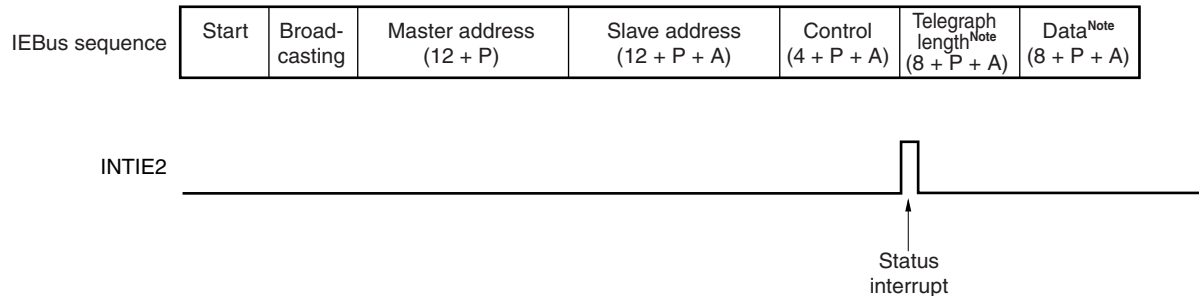 IEBus sequence
Start
Broad-
casting
Master address
(12 + P)
Slave address
(12 + P + A)
Control
(4 + P + A)
Telegraph
lengthNote
(8 + P + A)
DataNote
(8 + P + A)
INTIE2
Status
interrupt